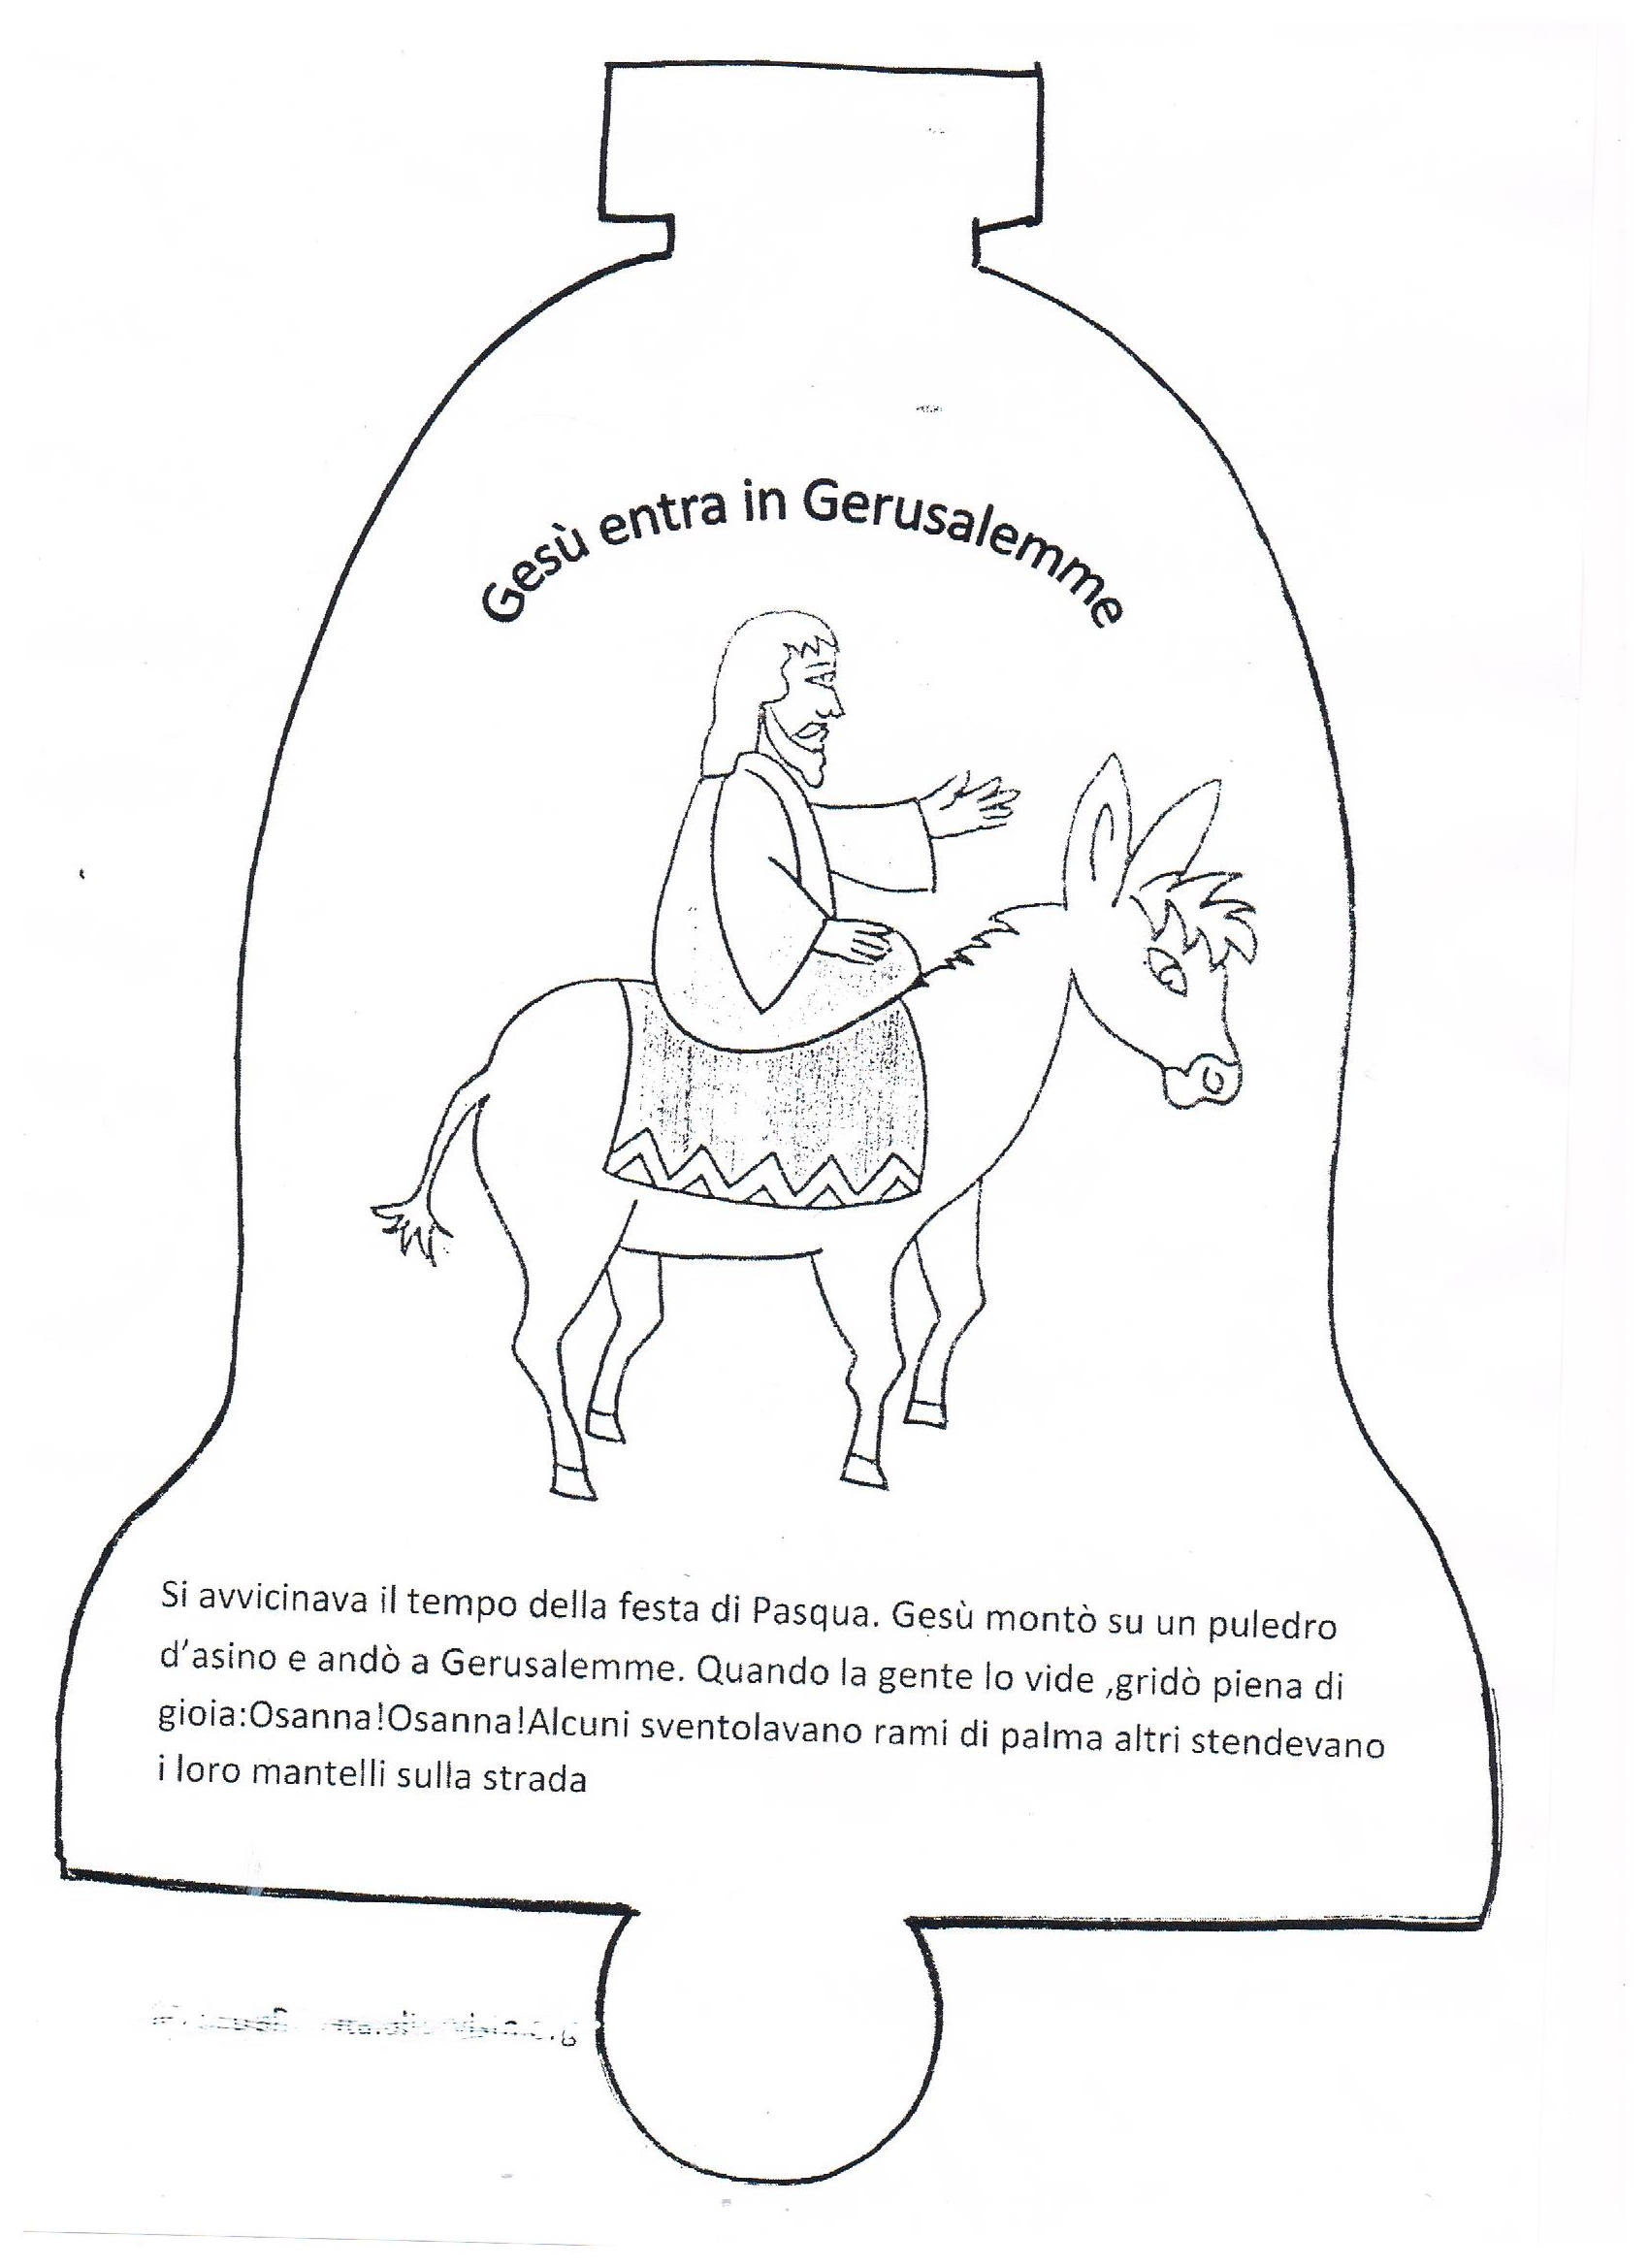 Gesù entra in Gerusalemme
Si avvicinava il tempo della festa di Pasqua. Gesù montò su un puledro
d'asino e andò a Gerusalemme. Quando la gente lo vide ,gridò piena di
gioia:Osanna!Osanna!Alcuni sventolavano rami di palma altri stendevano
i loro mantelli sulla strada